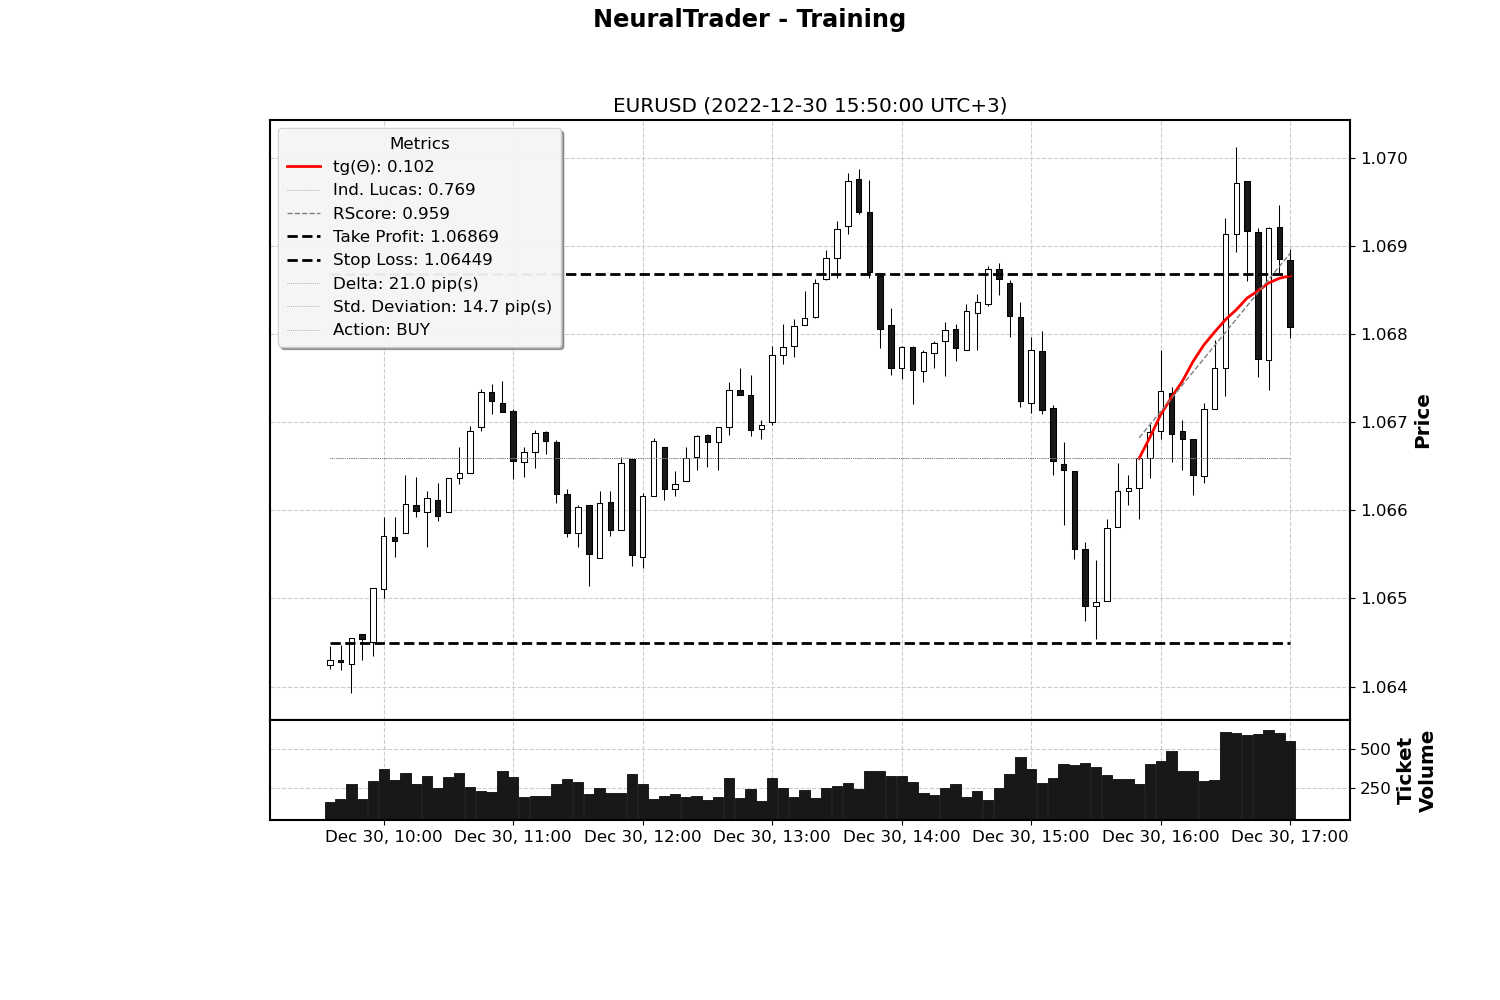 NeuralTrader - Training
EURUSD (2022-12-30 15:50:00 UTC+3)
Metrics
tg(Θ): 0.102
Ind. Lucas: 0.769
RScore: 0.959
Take Profit: 1.06869
Stop Loss: 1.06449
Delta: 21.0 pip(s)
Std. Deviation: 14.7 pip(s)
Action: BUY
1.070
1.069
1.068
1.067
1.066
1.065
1.064
Price
500
250
Ticket
Volume
Dec 30, 10:00 Dec 30, 11:00 Dec 30, 12:00 Dec 30, 13:00 Dec 30, 14:00 Dec 30, 15:00 Dec 30, 16:00 Dec 30, 17:00